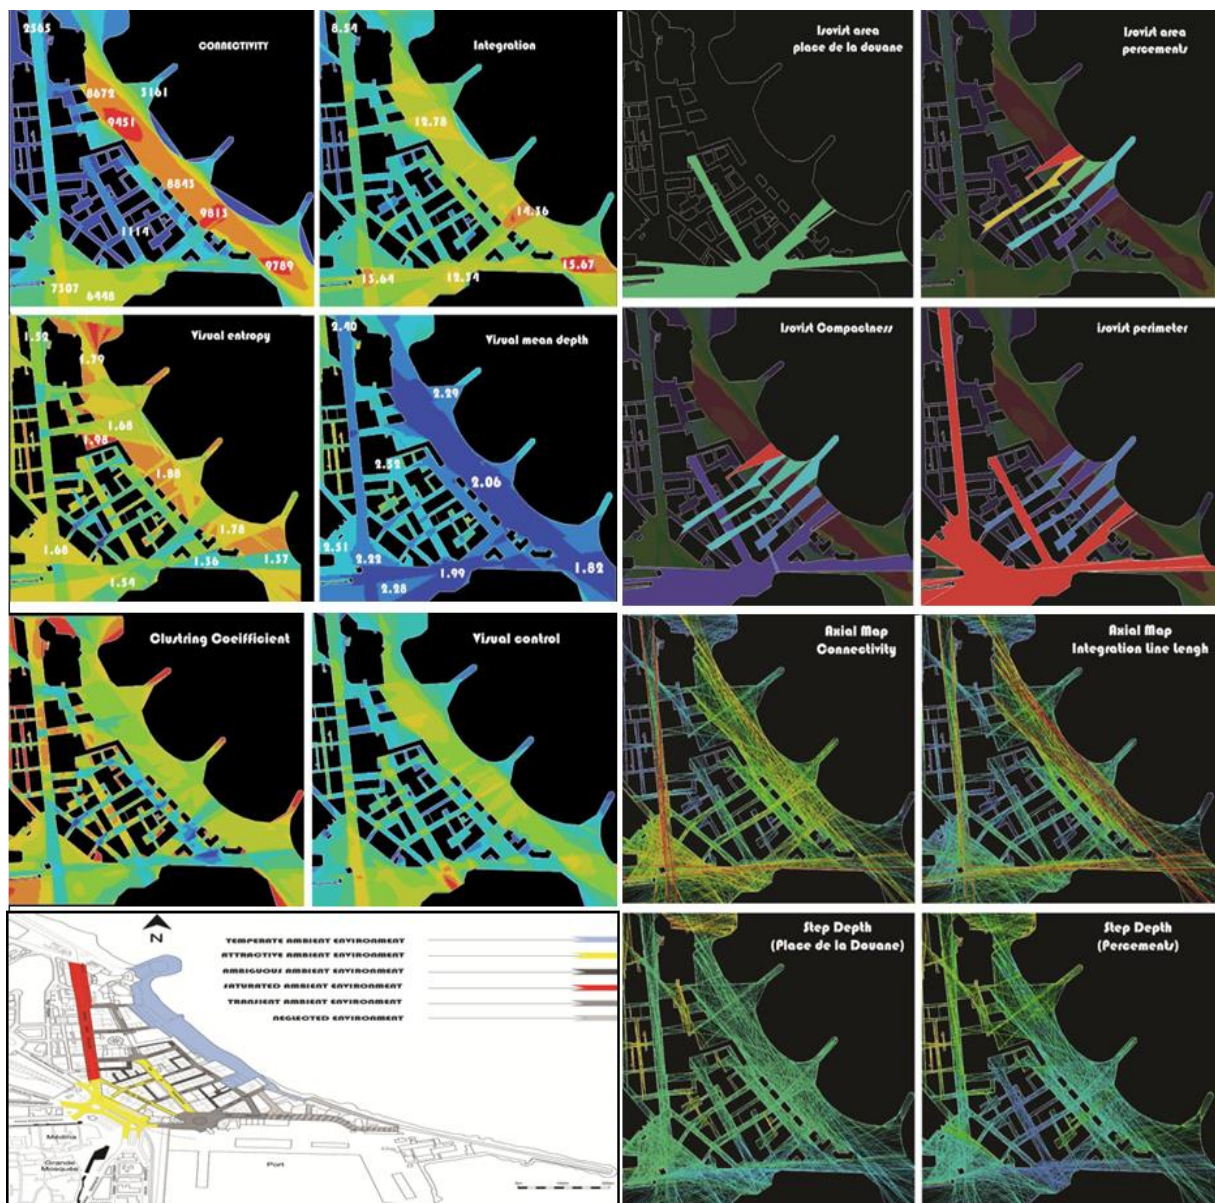 CONNECTIVITY
2565
8672
3161
9451
8843
9813
1114
9789
7307
6448
Integration
8.54
12.78
14.36
15.67
13.64
12.34
Isovist area
place de la douane
Isovist area
percements
Visual entropy
1.52
1.79
1.68
1.98
1.88
1.78
1.68
1.36
1.37
1.54
Visual mean depth
2.40
2.29
2.52
2.06
2.51
2.22
1.99
1.82
2.28
Isovist Compactness
isovist perimeter
Clustring Coeifficient
Visual control
Axial Map
Connectivity
Axial Map
Integration Line Lengh
N
TEMPERATE AMBIENT ENVIRONMENT
ATTRACTIVE AMBIENT ENVIRONMENT
AMBIGUOUS AMBIENT ENVIRONMENT
SATURATED AMBIENT ENVIRONMENT
TRANSIENT AMBIENT ENVIRONMENT
NEGLECTED ENVIRONMENT
Médina
Grande
Mosquée
Port
Step Depth
(Place de la Douane)
Step Depth
(Percements)